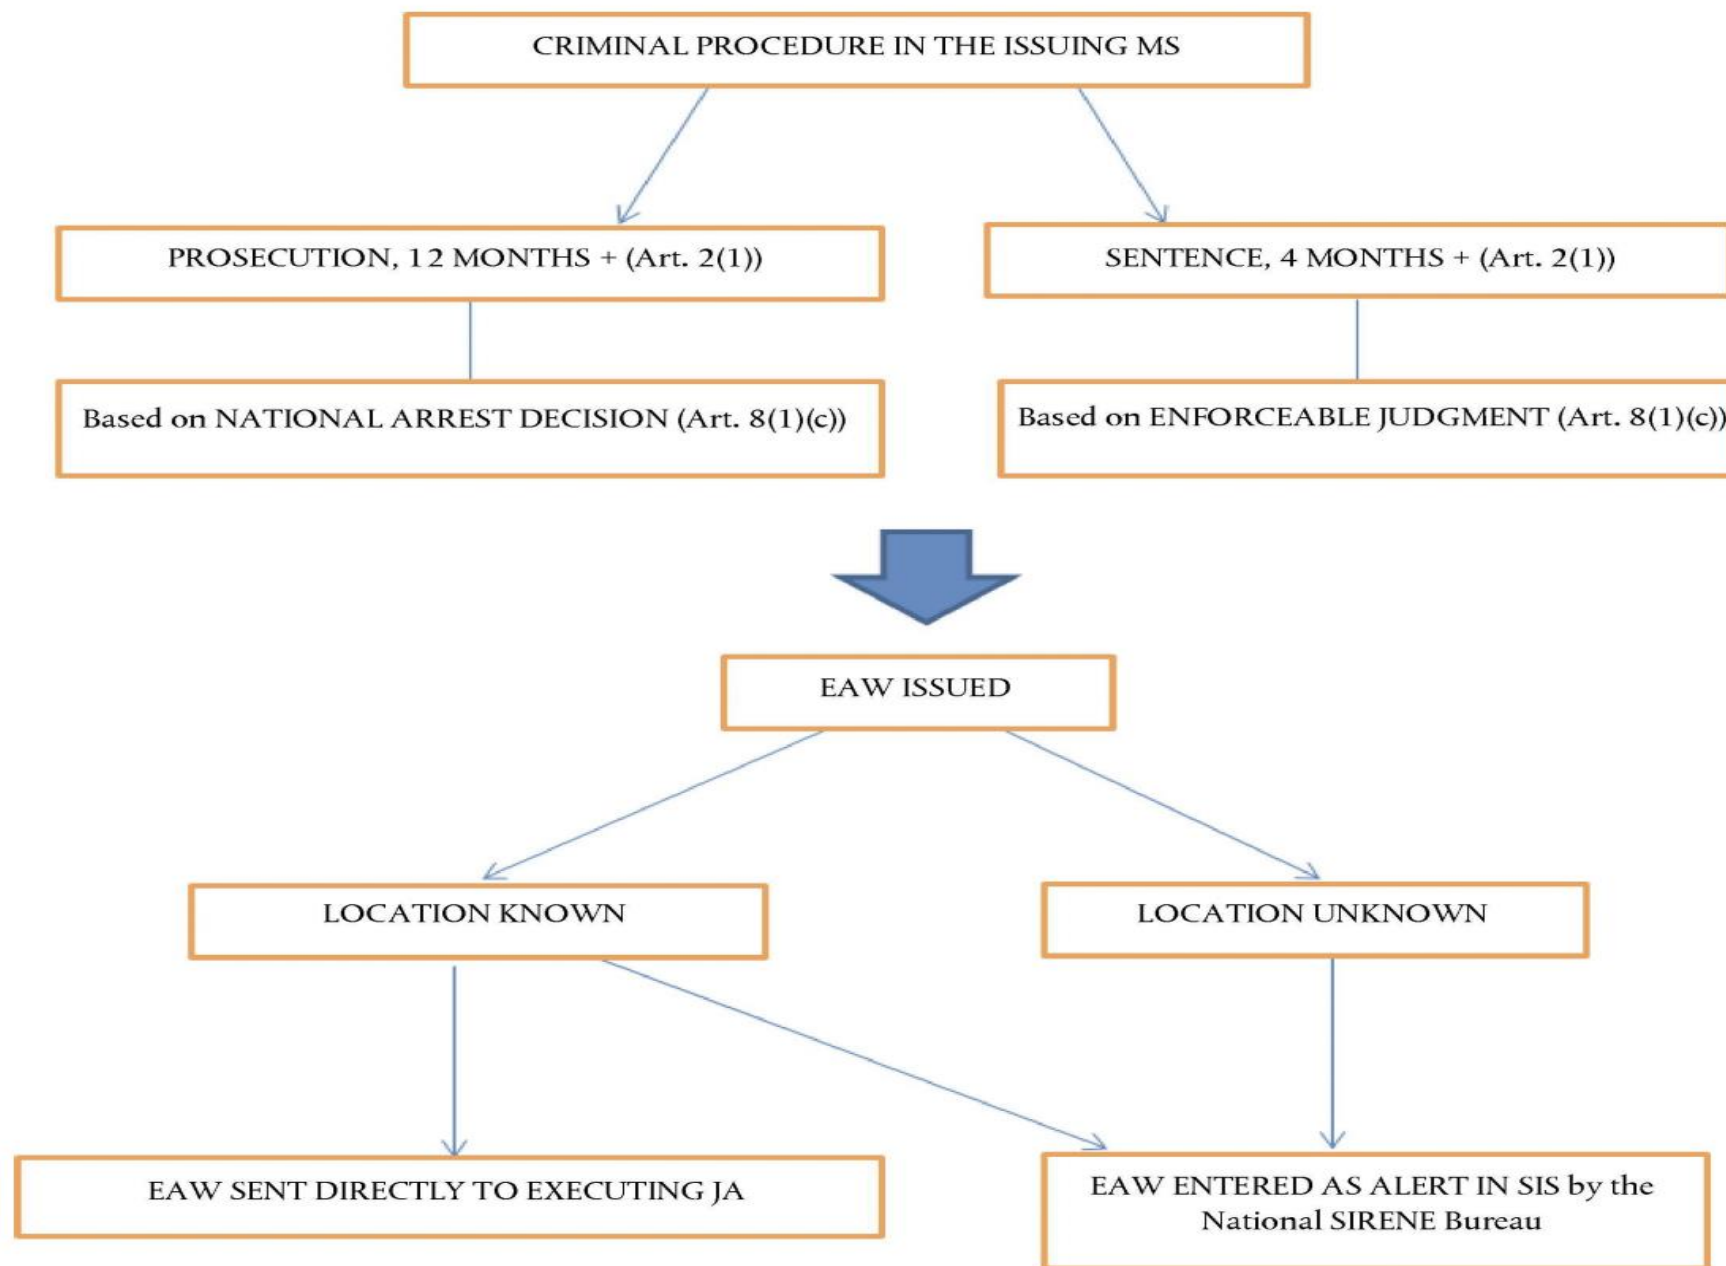 CRIMINAL PROCEDURE IN THE ISSUING MS
PROSECUTION, 12 MONTHS + (Art. 2(1))
SENTENCE, 4 MONTHS + (Art. 2(1))
Based on NATIONAL ARREST DECISION (Art. 8(1)(c))
Based on ENFORCEABLE JUDGMENT (Art. 8(1)(c))
EAW ISSUED
LOCATION KNOWN
LOCATION UNKNOWN
EAW SENT DIRECTLY TO EXECUTING JA
EAW ENTERED AS ALERT IN SIS by the
National SIRENE Bureau